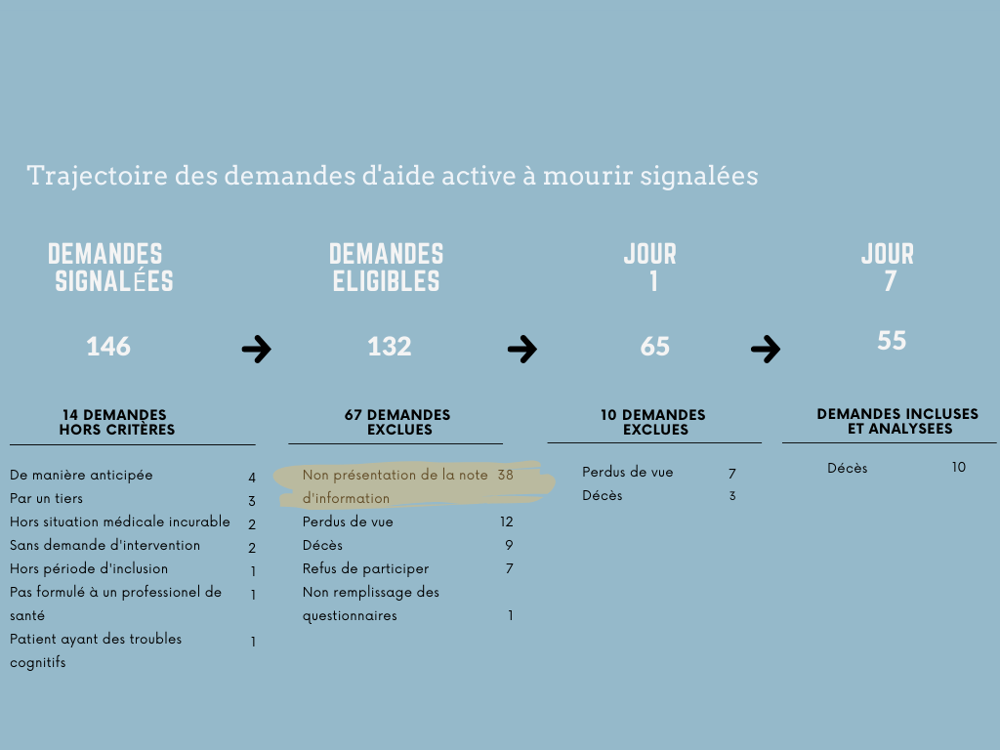 Trajectoire des demandes d'aide active à mourir signalées
DEMANDES
SIGNALÉES
146
14 DEMANDES
HORS CRITÈRES
De manière anticipée 4
Par un tiers 3
Hors situation médicale incurable 2
Sans demande d'intervention 2
Hors période d'inclusion 1
Pas formulé à un professionel de 1
santé
Patient ayant des troubles 1
cognitifs
DEMANDES
ELIGIBLES
132
67 DEMANDES
EXCLUES
Non présentation de la note 38
d'information
Perdus de vue 12
Décès 9
Refus de participer 7
Non remplissage des
questionnaires 1
JOUR
1
65
10 DEMANDES
EXCLUES
Perdus de vue 7
Décès 3
JOUR
7
55
DEMANDES INCLUSES
ET ANALYSEES
Décès 10